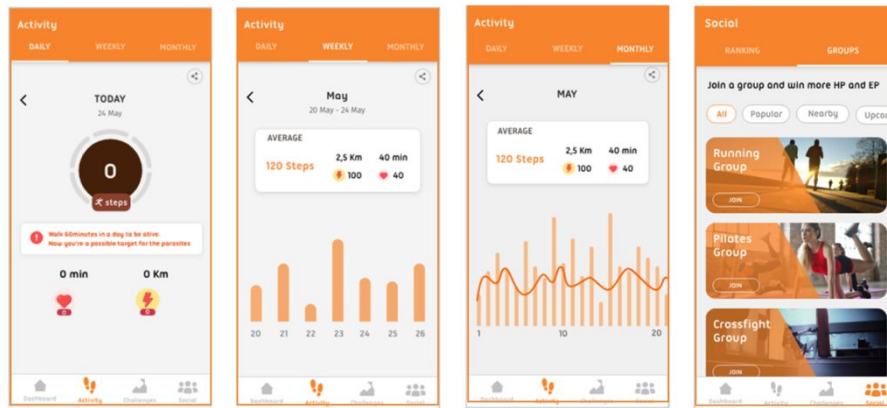 Activity
DAILY WEEKLY MONTHLY
TODAY
24 May
0
steps
Walk 60minutes in a day to be ative.
Now you're a possible target for the parasites
0 min 0 Km
0 0
Dashboard Activity Challenges Social
Activity
DAILY WEEKLY MONTHLY
May
20 May - 24 May
AVERAGE
120 Steps
2,5 Km 40 min
100 40
20 21 22 23 24 25 26
Dashboard Activity Challenges Social
Activity
DAILY WEEKLY MONTHLY
MAY
AVERAGE
120 Steps
2,5 Km 40 min
100 40
1 10 20
Dashboard Activity Challenges Social
Social
RANKING GROUPS
Join a group and win more HP and EP
All Popular Nearby Upcom
Running
Group
JOIN
Pilates
Group
JOIN
Crossfight
Group
JOIN
Dashboard Activity Challenges Social